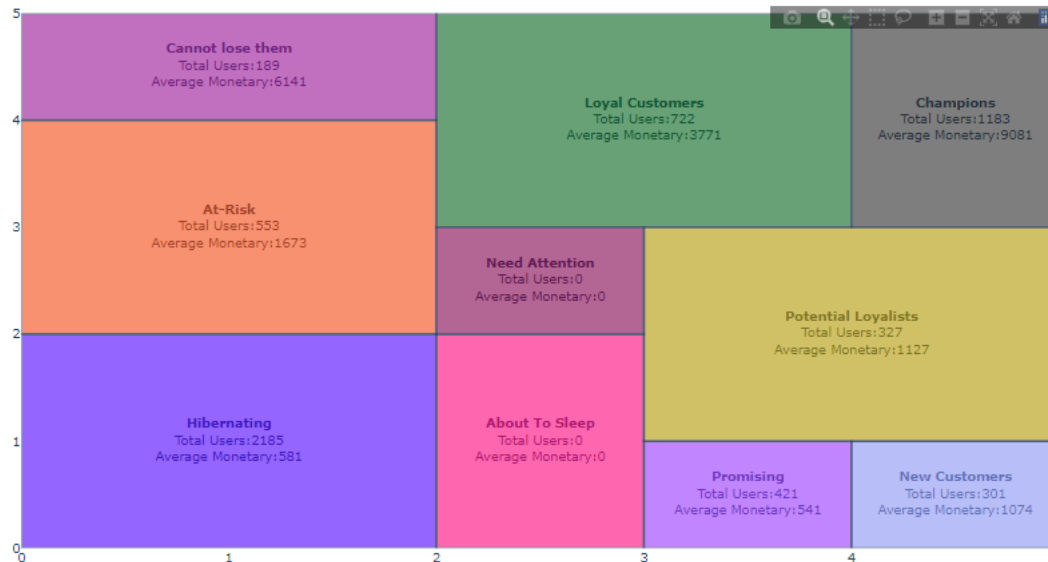 5
Cannot lose them
Total Users:189
Average Monetary:6141
Loyal Customers
Total Users:722
Average Monetary:3771
Champions
Total Users:1183
Average Monetary:9081
4
At-Risk
Total Users:553
Average Monetary:1673
3
Need Attention
Total Users:0
Average Monetary:0
Potential Loyalists
Total Users:327
Average Monetary:1127
2
Hibernating
Total Users:2185
Average Monetary:581
About To Sleep
Total Users:0
Average Monetary:0
1
Promising
Total Users:421
Average Monetary:541
New Customers
Total Users:301
Average Monetary:1074
0
0 1 2 3 4